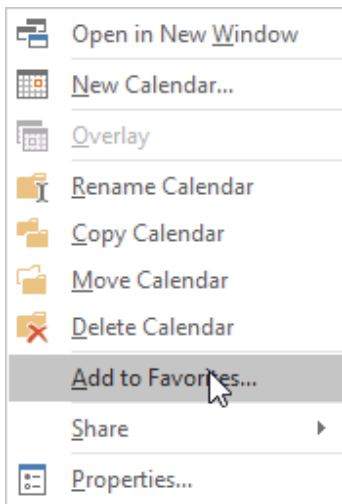 Open in New Window
New Calendar...
Overlay
Rename Calendar
Copy Calendar
Move Calendar
Delete Calendar
Add to Favorites...
Share
Properties...